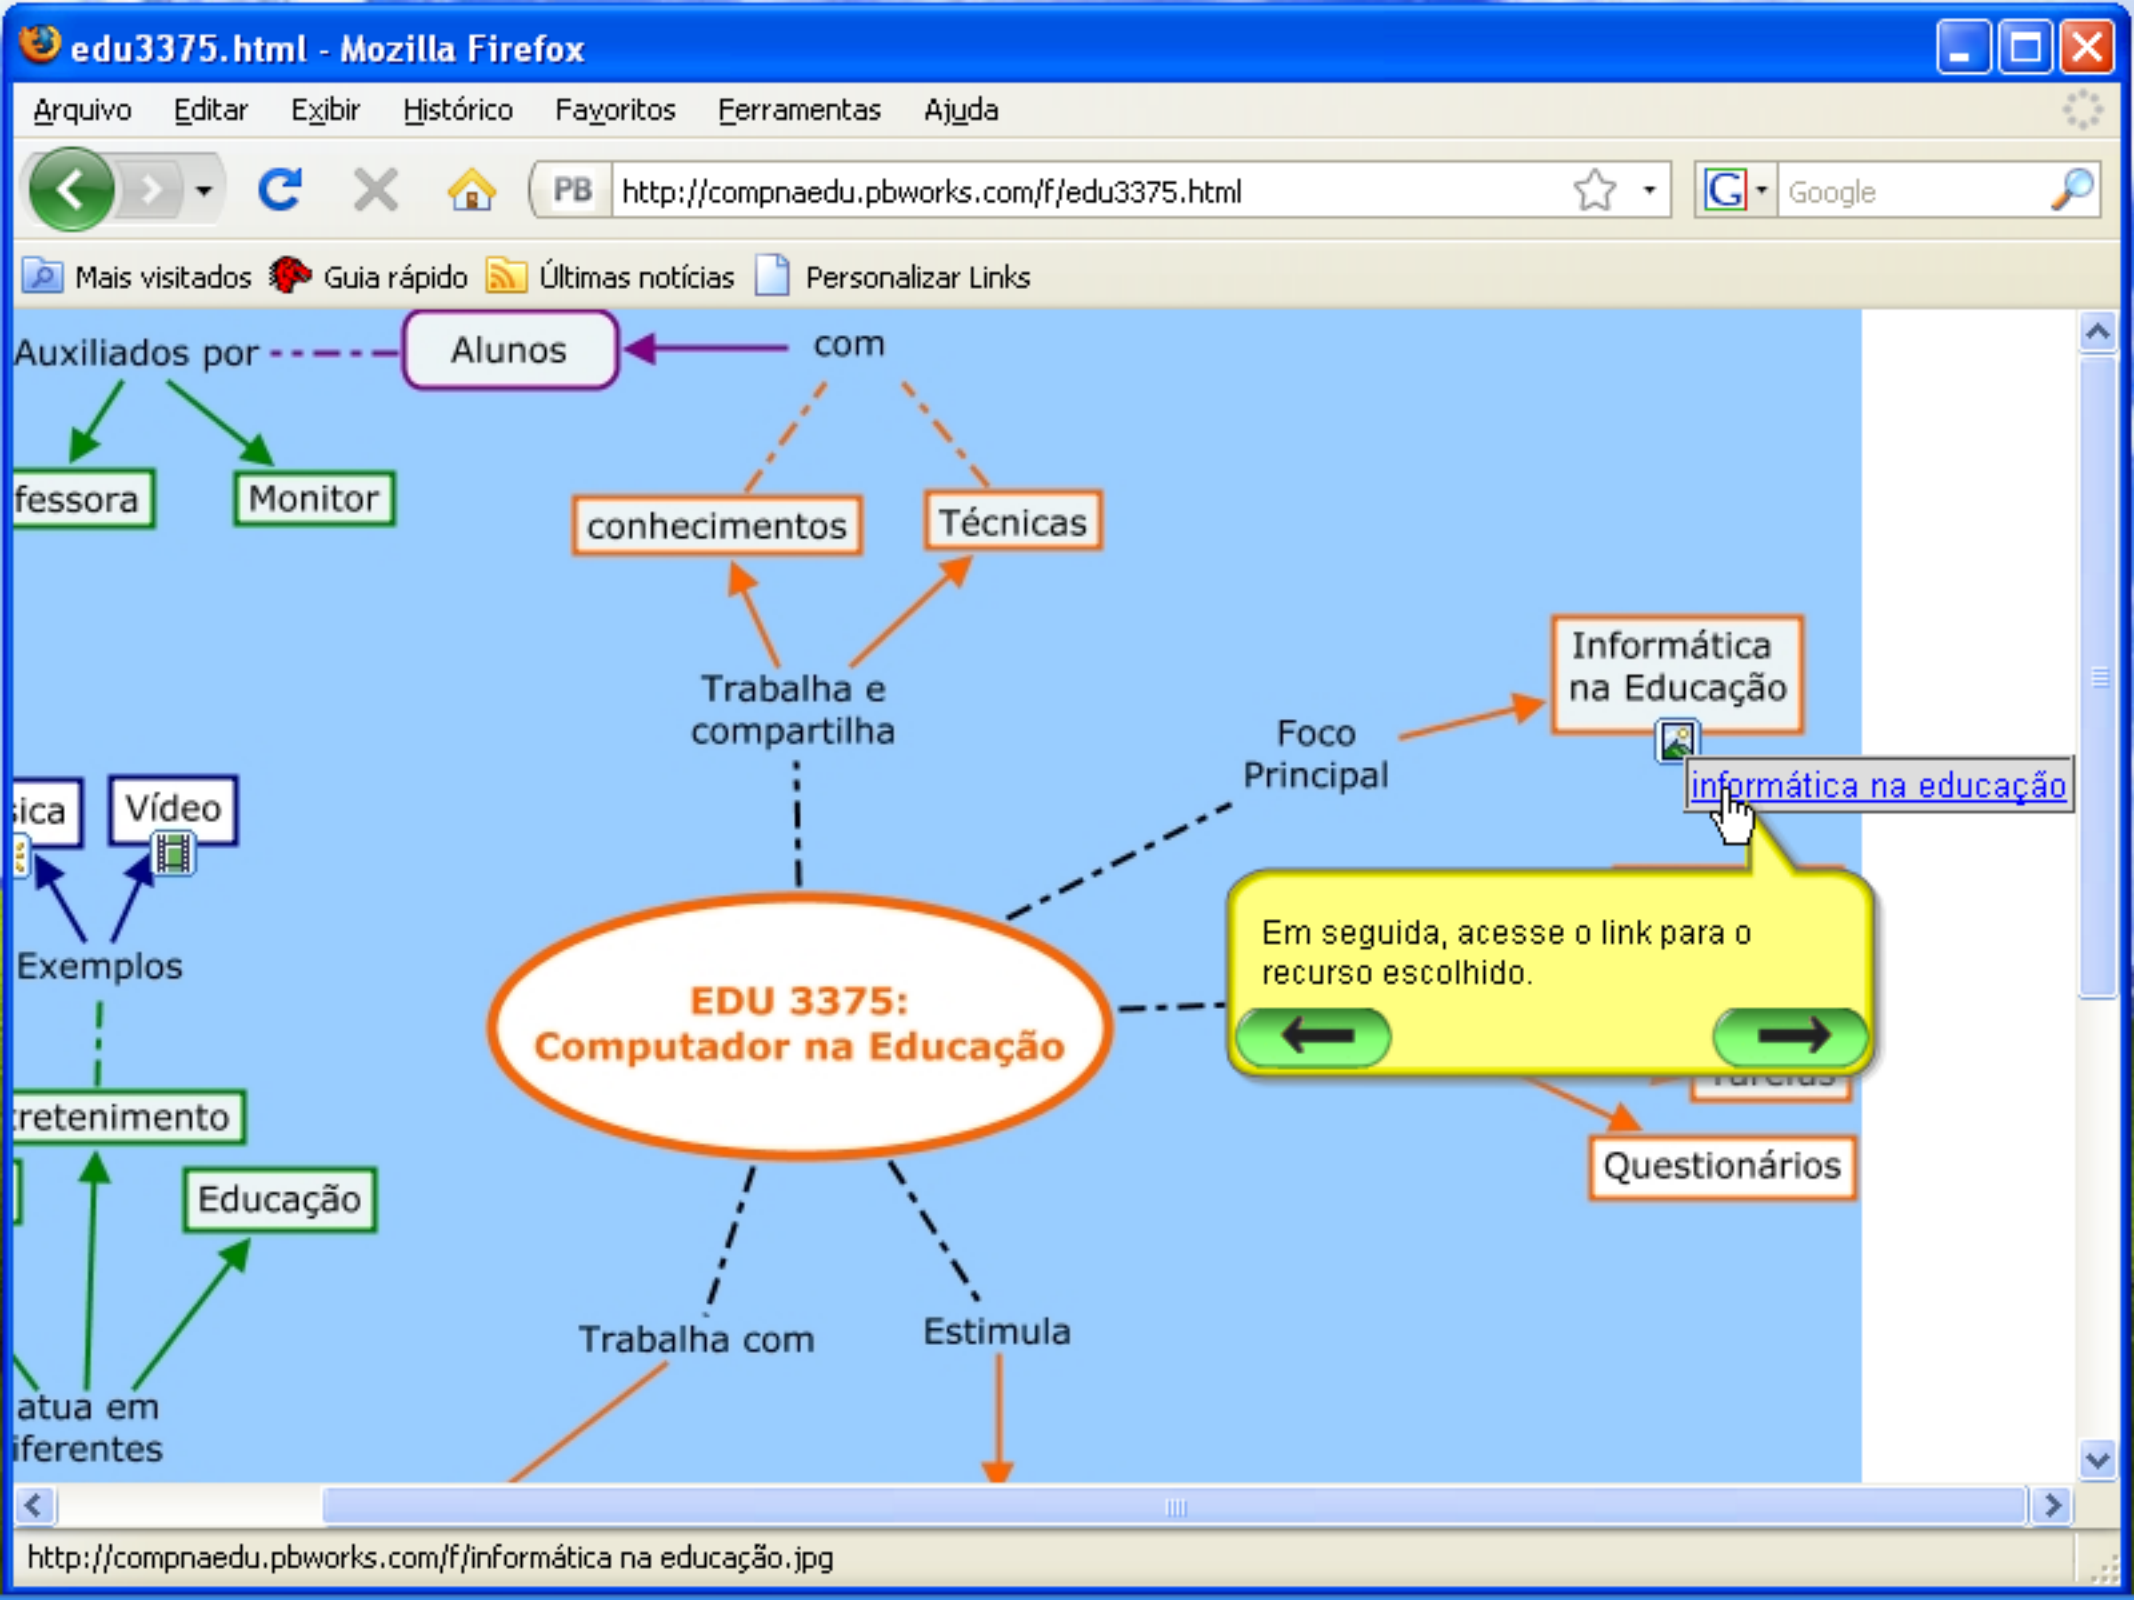 edu3375.html - Mozilla Firefox
Arquivo Editar Exibir Histórico Favoritos Ferramentas Ajuda
PB http://compnaedu.pbworks.com/f/edu3375.html G Google
Mais visitados Guia rápido Últimas notícias Personalizar Links
Auxiliados por Alunos com
fessora Monitor
conhecimentos Técnicas
Informática
na Educação
Trabalha e
compartilha
Foco
Principal
informática na educação
sica Vídeo
Em seguida, acesse o link para o
recurso escolhido.
Exemplos
EDU 3375:
Computador na Educação
retenimento
Questionários
Educação
Trabalha com Estimula
atua em
iferentes
http://compnaedu.pbworks.com/f/informática na educação.jpg